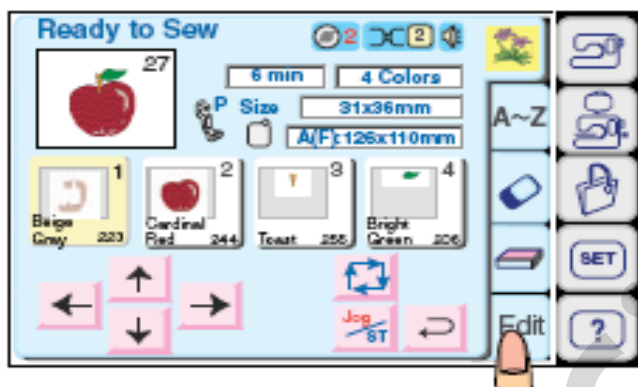 Ready to Sew
2
2
27
6 min
4 Colors
P
Size
31x36mm
A(F):126x110mm
A~Z
1
Beige
Gray 223
2
Cardinal
Red 244
3
Toast 255
4
Bright
Green 206
Jog
ST
Edit
SET
?